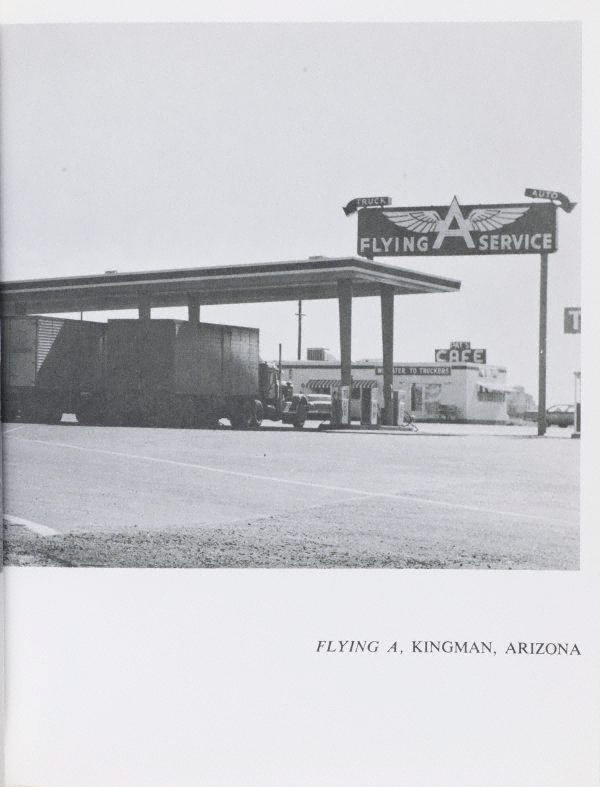 TRUCK
AUTO
A
FLYING SERVICE
CAFE
TO TRUCKERS
T
FLYING A, KINGMAN, ARIZONA